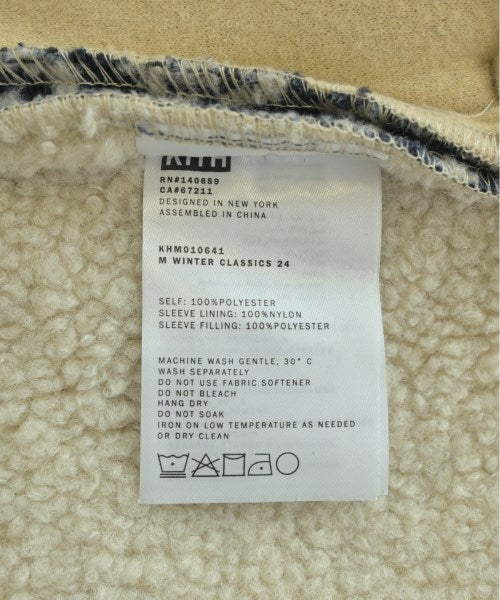 KITH
RN#140659
CA#67211
DESIGNED IN NEW YORK
ASSEMBLED IN CHINA
KHM010641
M WINTER CLASSICS 24
SELF: 100%POLYESTER
SLEEVE LINING: 100%NYLON
SLEEVE FILLING: 100%POLYESTER
MACHINE WASH GENTLE, 30° C
WASH SEPARATELY
DO NOT USE FABRIC SOFTENER
DO NOT BLEACH
HANG DRY
DO NOT SOAK
IRON ON LOW TEMPERATURE AS NEEDED
OR DRY CLEAN